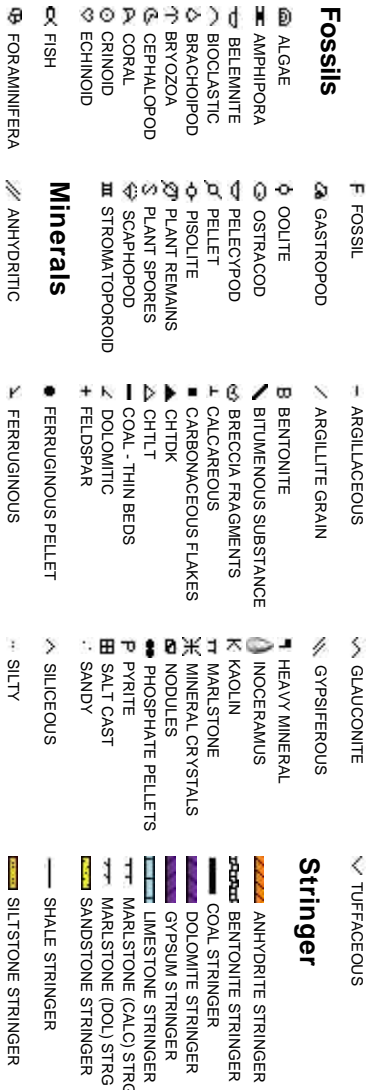 Fossils
ALGAE
AMPHIPORA
BELEMNITE
BIOCLASTIC
BRACHOIPOD
BRYOZOA
CEPHALOPOD
CORAL
CRINOID
ECHINOID
FISH
FORAMINIFERA
F FOSSIL
GASTROPOD
OOLITE
OSTRACOD
PELECYPOD
PELLET
PISOLITE
PLANT REMAINS
PLANT SPORES
SCAPHOPOD
STROMATOPOROID
Minerals
ANHYDRITIC
ARGILLACEOUS
ARGILLITE GRAIN
B BENTONITE
BITUMENOUS SUBSTANCE
BRECCIA FRAGMENTS
CALCAREOUS
CARBONACEOUS FLAKES
CHTDK
CHTLT
COAL - THIN BEDS
DOLOMITIC
FELDSPAR
FERRUGINOUS PELLET
FERRUGINOUS
GLAUCONITE
GYPSIFEROUS
HEAVY MINERAL
INOCERAMUS
K KAOLIN
MARLSTONE
MINERAL CRYSTALS
NODULES
PHOSPHATE PELLETS
P PYRITE
SALT CAST
SANDY
SILICEOUS
SILTY
TUFFACEOUS
Stringer
ANHYDRITE STRINGER
BENTONITE STRINGER
COAL STRINGER
DOLOMITE STRINGER
GYPSUM STRINGER
LIMESTONE STRINGER
MARLSTONE (CALC) STRG
MARLSTONE (DOL) STRG
SANDSTONE STRINGER
SHALE STRINGER
SILTSTONE STRINGER